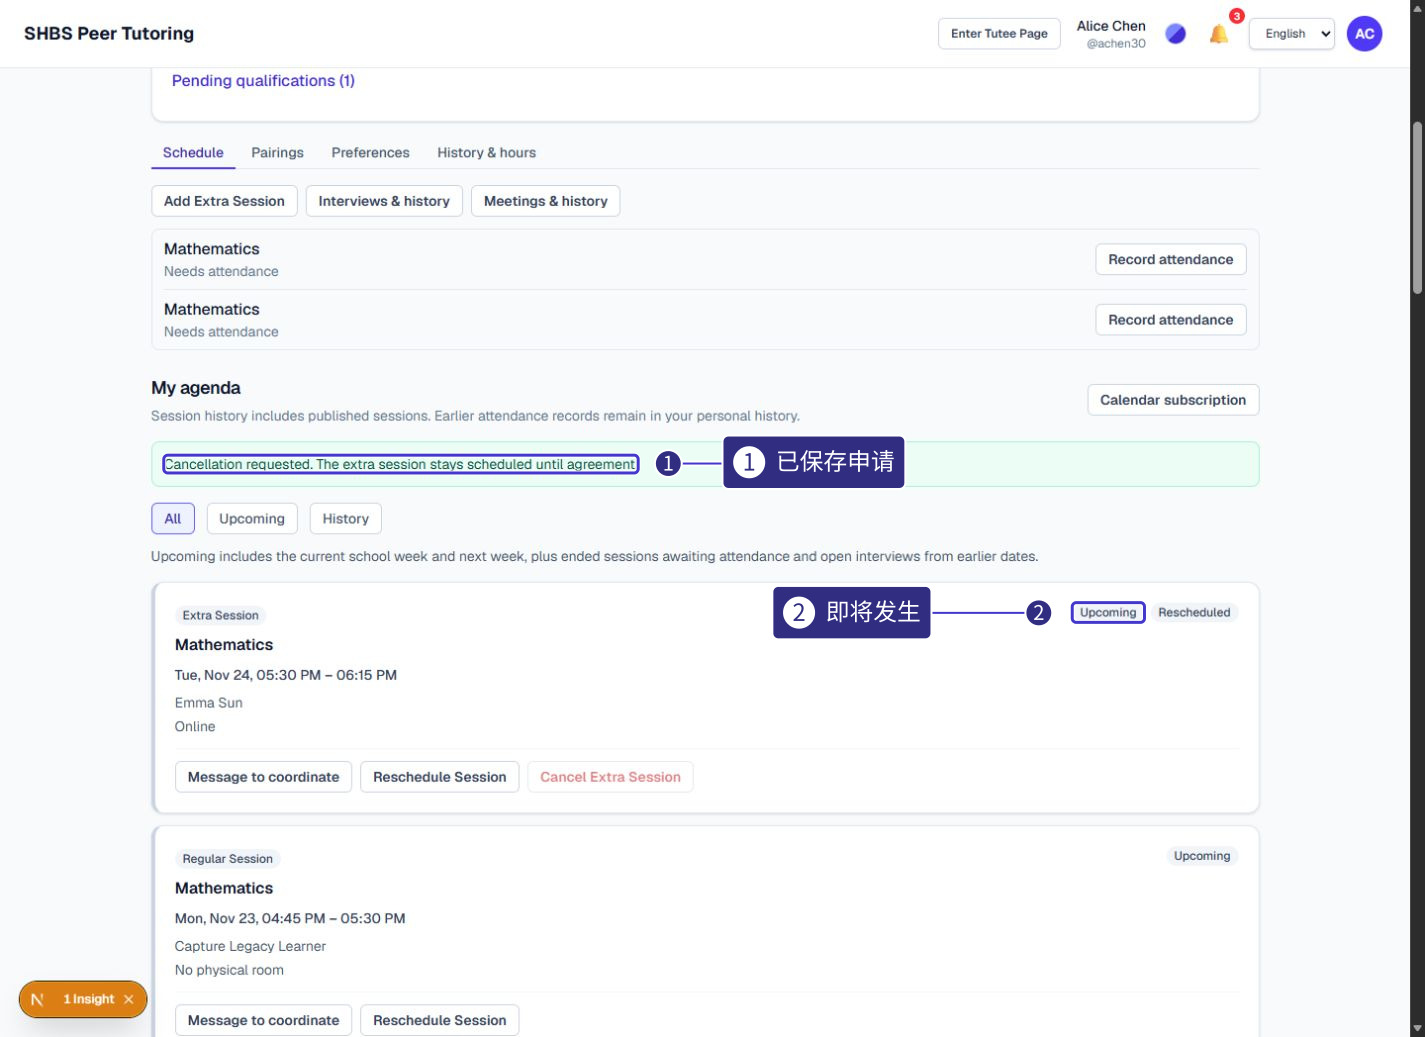 SHBS Peer Tutoring
Enter Tutee Page
Alice Chen
@achen30
3
English
AC
Pending qualifications (1)
Schedule
Pairings
Preferences
History & hours
Add Extra Session
Interviews & history
Meetings & history
Mathematics
Needs attendance
Record attendance
Mathematics
Needs attendance
Record attendance
My agenda
Session history includes published sessions. Earlier attendance records remain in your personal history.
Calendar subscription
Cancellation requested. The extra session stays scheduled until agreement.
1
1 已保存申请
All
Upcoming
History
Upcoming includes the current school week and next week, plus ended sessions awaiting attendance and open interviews from earlier dates.
Extra Session
2 即将发生
2
Upcoming
Rescheduled
Mathematics
Tue, Nov 24, 05:30 PM – 06:15 PM
Emma Sun
Online
Message to coordinate
Reschedule Session
Cancel Extra Session
Regular Session
Upcoming
Mathematics
Mon, Nov 23, 04:45 PM – 05:30 PM
Capture Legacy Learner
No physical room
Message to coordinate
Reschedule Session
N
1 Insight